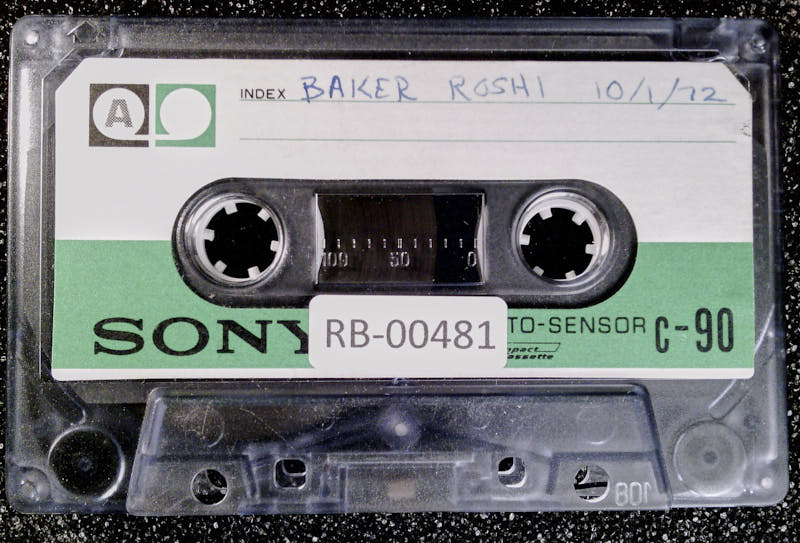 A
INDEX BAKER ROSHI 10/1/72
100 50 0
SONY
RB-00481
TO-SENSOR C-90